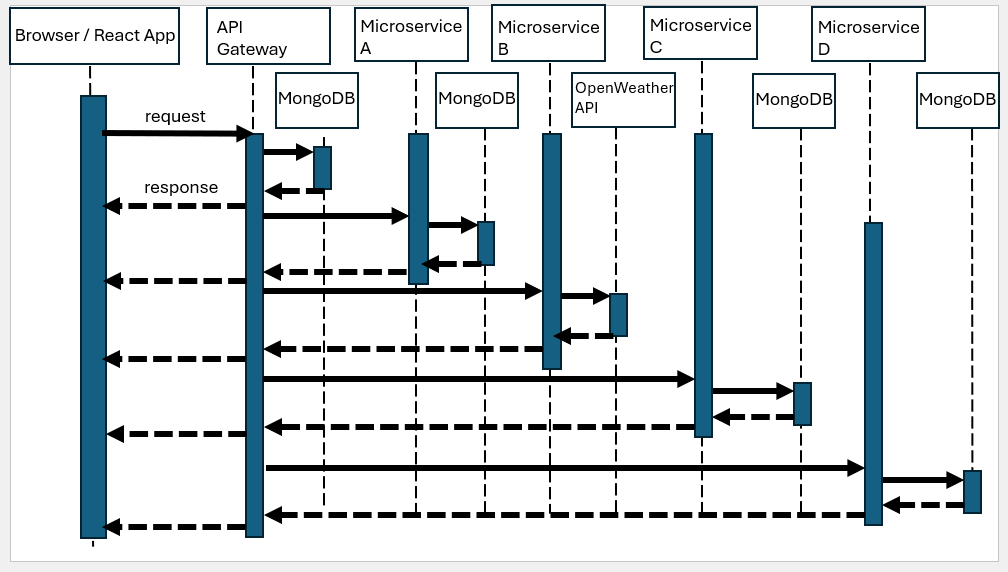 Browser / React App
API
Gateway
Microservice
A
Microservice
B
Microservice
C
Microservice
D
MongoDB
MongoDB
OpenWeather
API
MongoDB
MongoDB
request
response